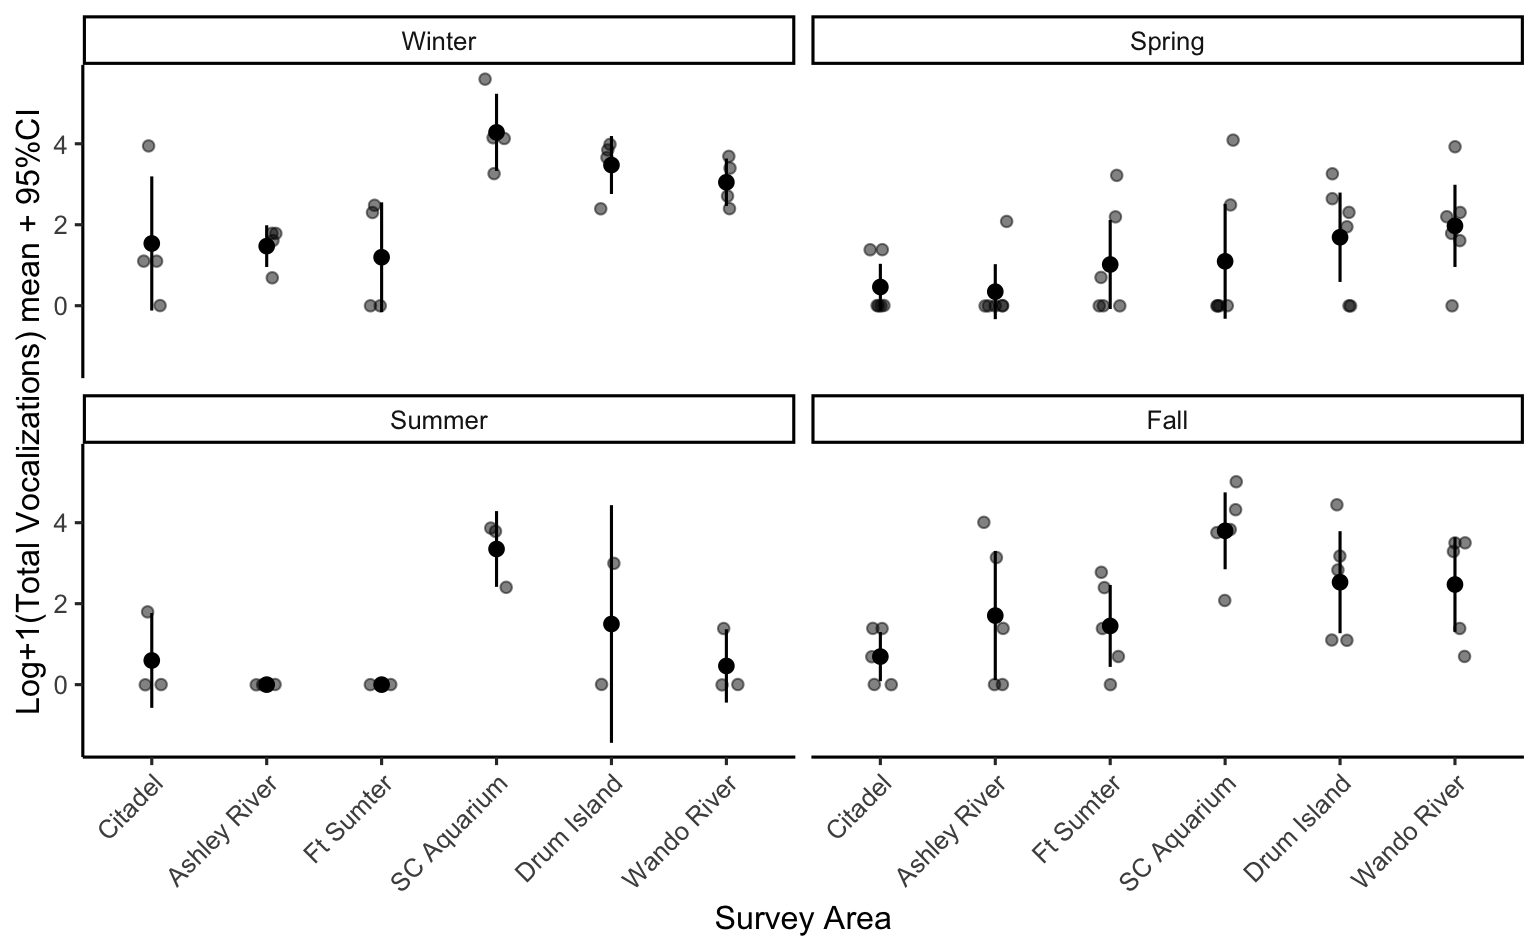 Winter
Spring
4
2
0
Summer
Fall
4
2
0
Log+1(Total Vocalizations) mean + 95%CI
Citadel
Ashley River
Ft Sumter
SC Aquarium
Drum Island
Wando River
Citadel
Ashley River
Ft Sumter
SC Aquarium
Drum Island
Wando River
Survey Area